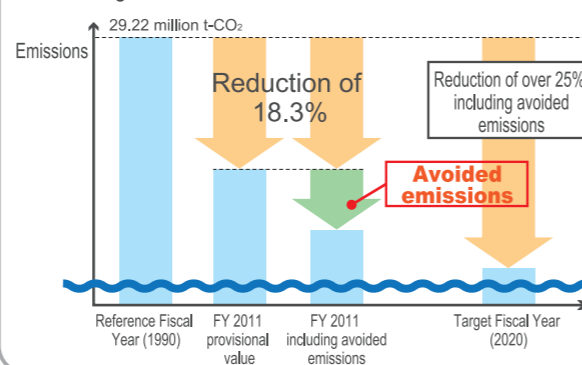 29.22 million t-CO₂
Emissions
Reduction of
18.3%
Reduction of over 25%
including avoided
emissions
Avoided
emissions
Reference Fiscal
Year (1990)
FY 2011
provisional
value
FY 2011
including avoided
emissions
Target Fiscal Year
(2020)